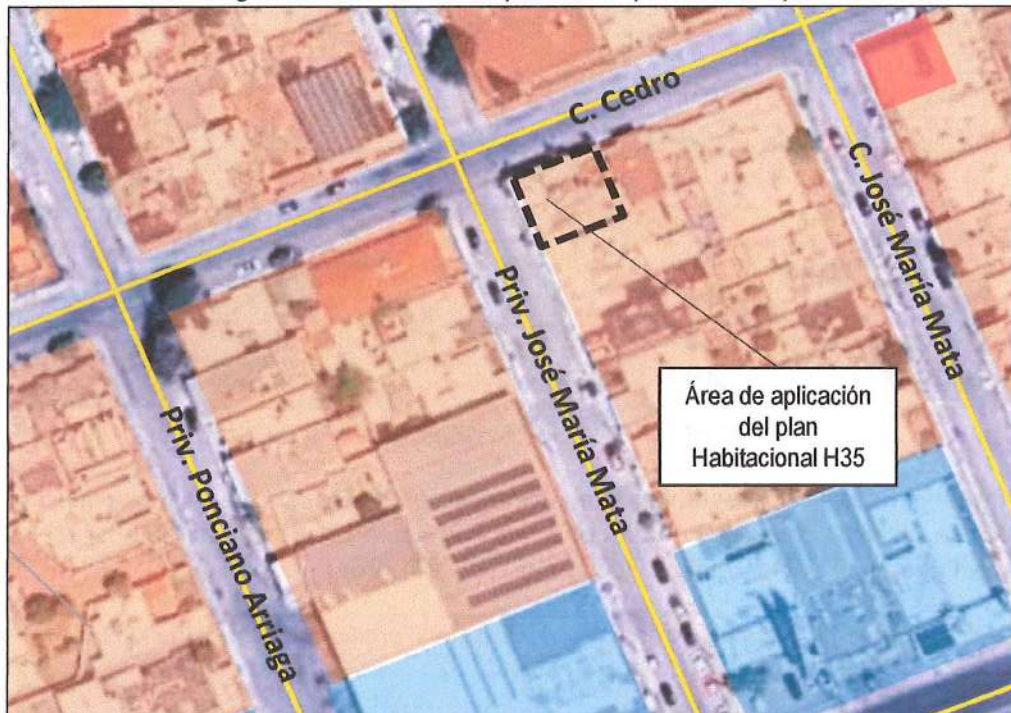 C. Cedro
C. José María Mata
Priv. José María Mata
Priv. Ponciano Arriaga
Área de aplicación
del plan
Habitacional H35